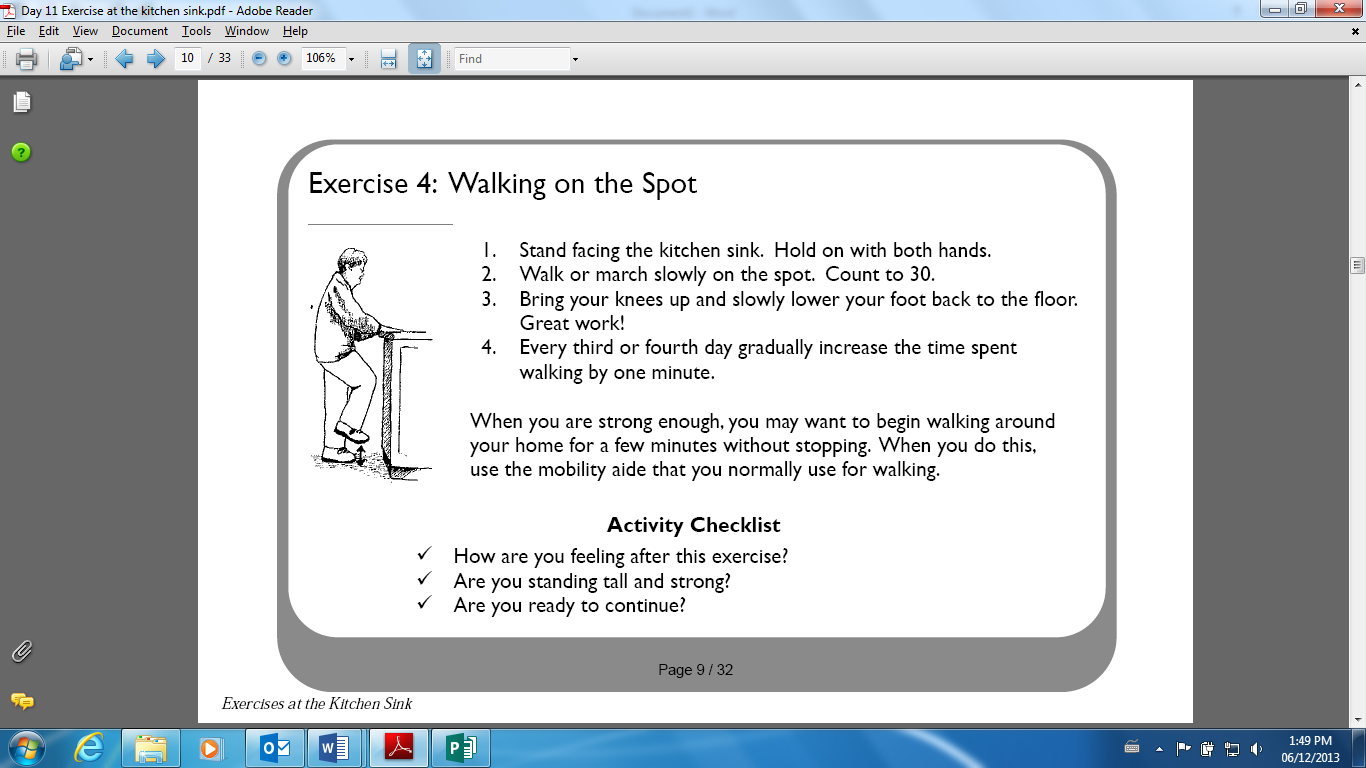 Day 11 Exercise at the kitchen sink.pdf - Adobe Reader
File Edit View Document Tools Window Help
10 / 33 106% Find
Exercise 4: Walking on the Spot
1. Stand facing the kitchen sink. Hold on with both hands.
2. Walk or march slowly on the spot. Count to 30.
3. Bring your knees up and slowly lower your foot back to the floor.
Great work!
4. Every third or fourth day gradually increase the time spent
walking by one minute.
When you are strong enough, you may want to begin walking around
your home for a few minutes without stopping. When you do this,
use the mobility aide that you normally use for walking.
Activity Checklist
✓ How are you feeling after this exercise?
✓ Are you standing tall and strong?
✓ Are you ready to continue?
Page 9 / 32
Exercises at the Kitchen Sink
1:49 PM
06/12/2013